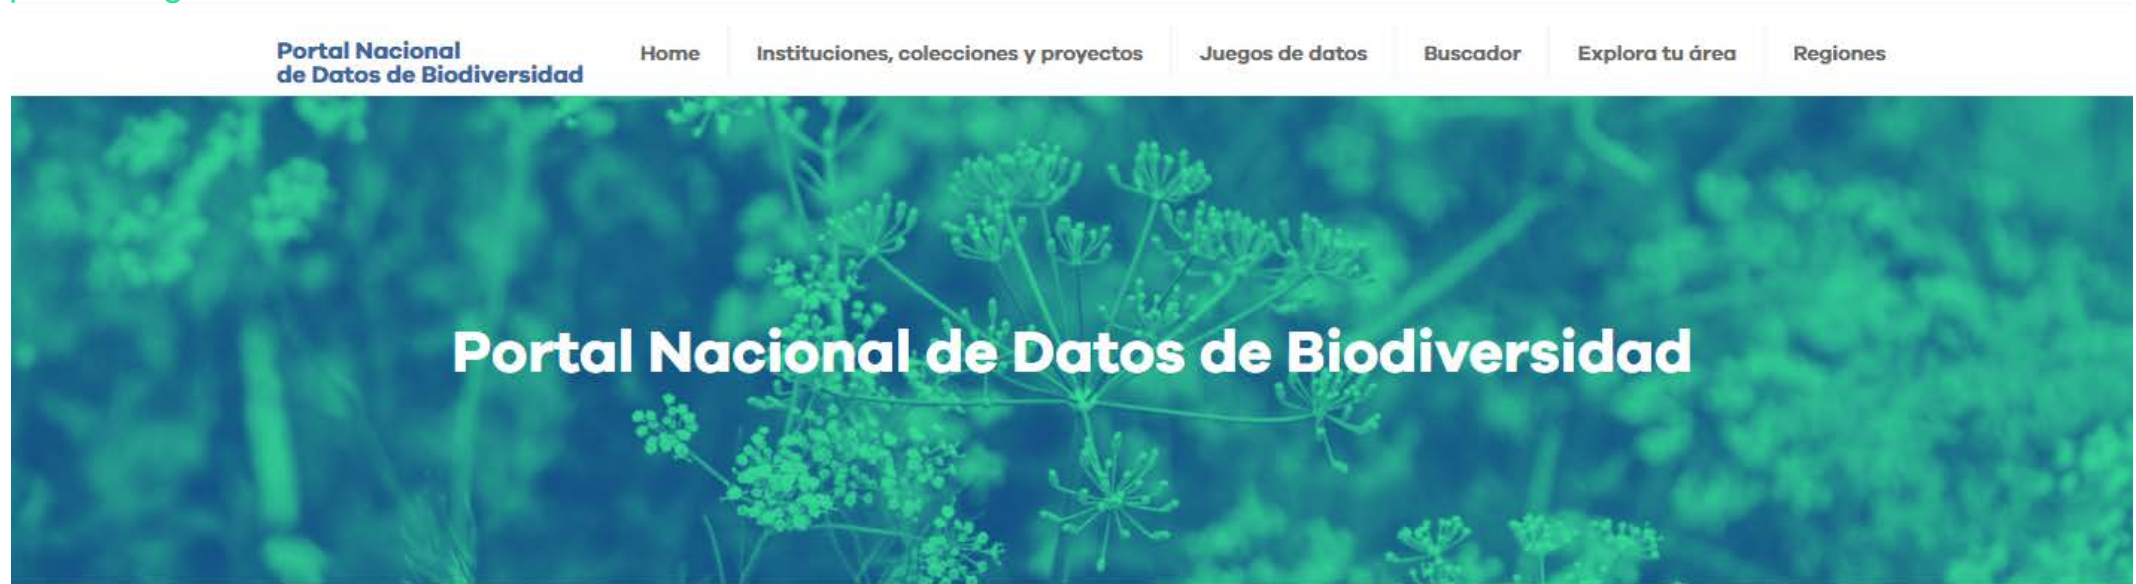 Portal Nacional
de Datos de Biodiversidad
Home
Instituciones, colecciones y proyectos
Juegos de datos
Buscador
Explora tu área
Regiones
Portal Nacional de Datos de Biodiversidad